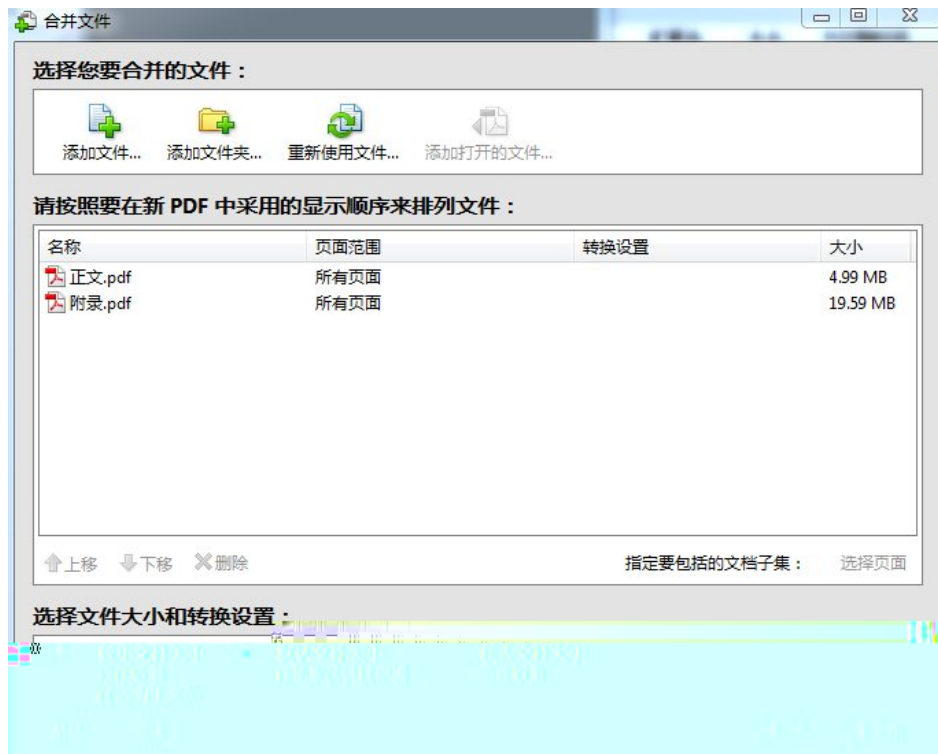 合并文件
选择您要合并的文件：
添加文件... 添加文件夹... 重新使用文件... 添加打开的文件...
请按照要在新 PDF 中采用的显示顺序来排列文件：
名称 页面范围 转换设置 大小
正文.pdf 所有页面 4.99 MB
附录.pdf 所有页面 19.59 MB
上移 下移 删除 指定要包括的文档子集： 选择页面
选择文件大小和转换设置：